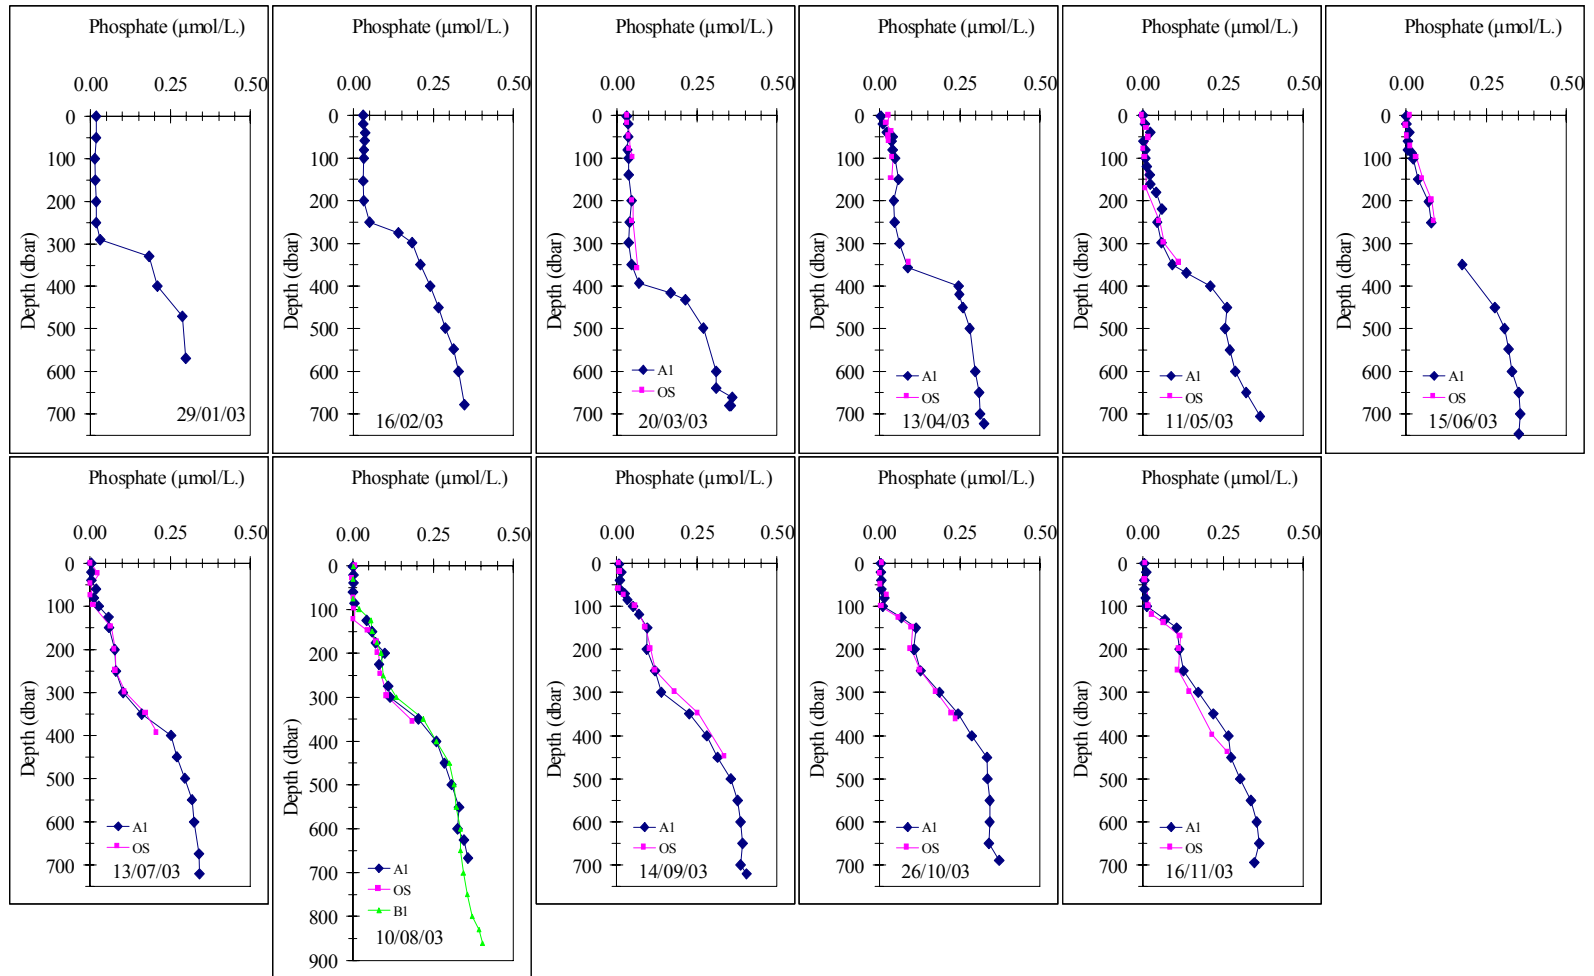 Phosphate (µmol/L.) Phosphate (µmol/L.) Phosphate (µmol/L.) Phosphate (µmol/L.) Phosphate (µmol/L.) Phosphate (µmol/L.)
0.00 0.25 0.50 0.00 0.25 0.50 0.00 0.25 0.50 0.00 0.25 0.50 0.00 0.25 0.50 0.00 0.25 0.50
0 0 0 0 0 0
100 100 100 100 100 100
200 200 200 200 200 200
300 300 300 300 300 300
400 400 400 400 400 400
500 500 500 500 500 500
600 600 600 600 600 600
700 700 700 700 700 700
Depth (dbar) Depth (dbar) Depth (dbar) Depth (dbar) Depth (dbar) Depth (dbar)
A1 A1 A1 A1
OS OS OS OS
29/01/03 16/02/03 20/03/03 13/04/03 11/05/03 15/06/03
Phosphate (µmol/L.) Phosphate (µmol/L.) Phosphate (µmol/L.) Phosphate (µmol/L.) Phosphate (µmol/L.)
0.00 0.25 0.50 0.00 0.25 0.50 0.00 0.25 0.50 0.00 0.25 0.50 0.00 0.25 0.50
0 0 0 0 0
100 100 100 100 100
200 200 200 200 200
300 300 300 300 300
400 400 400 400 400
500 500 500 500 500
600 600 600 600 600
700 700 700 700 700
800
900
Depth (dbar) Depth (dbar) Depth (dbar) Depth (dbar) Depth (dbar)
A1 A1 A1 A1 A1
OS OS OS OS OS
B1
13/07/03 10/08/03 14/09/03 26/10/03 16/11/03